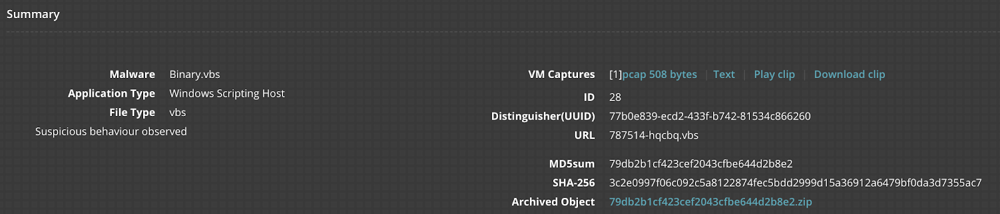 Summary
Malware Binary.vbs
Application Type Windows Scripting Host
File Type vbs
Suspicious behaviour observed
VM Captures [1]pcap 508 bytes | Text | Play clip | Download clip
ID 28
Distinguisher(UUID) 77b0e839-ecd2-433f-b742-81534c866260
URL 787514-hqcbq.vbs
MD5sum 79db2b1cf423cef2043cfbe644d2b8e2
SHA-256 3c2e0997f06c092c5a8122874fec5bdd2999d15a36912a6479bf0da3d7355ac7
Archived Object 79db2b1cf423cef2043cfbe644d2b8e2.zip